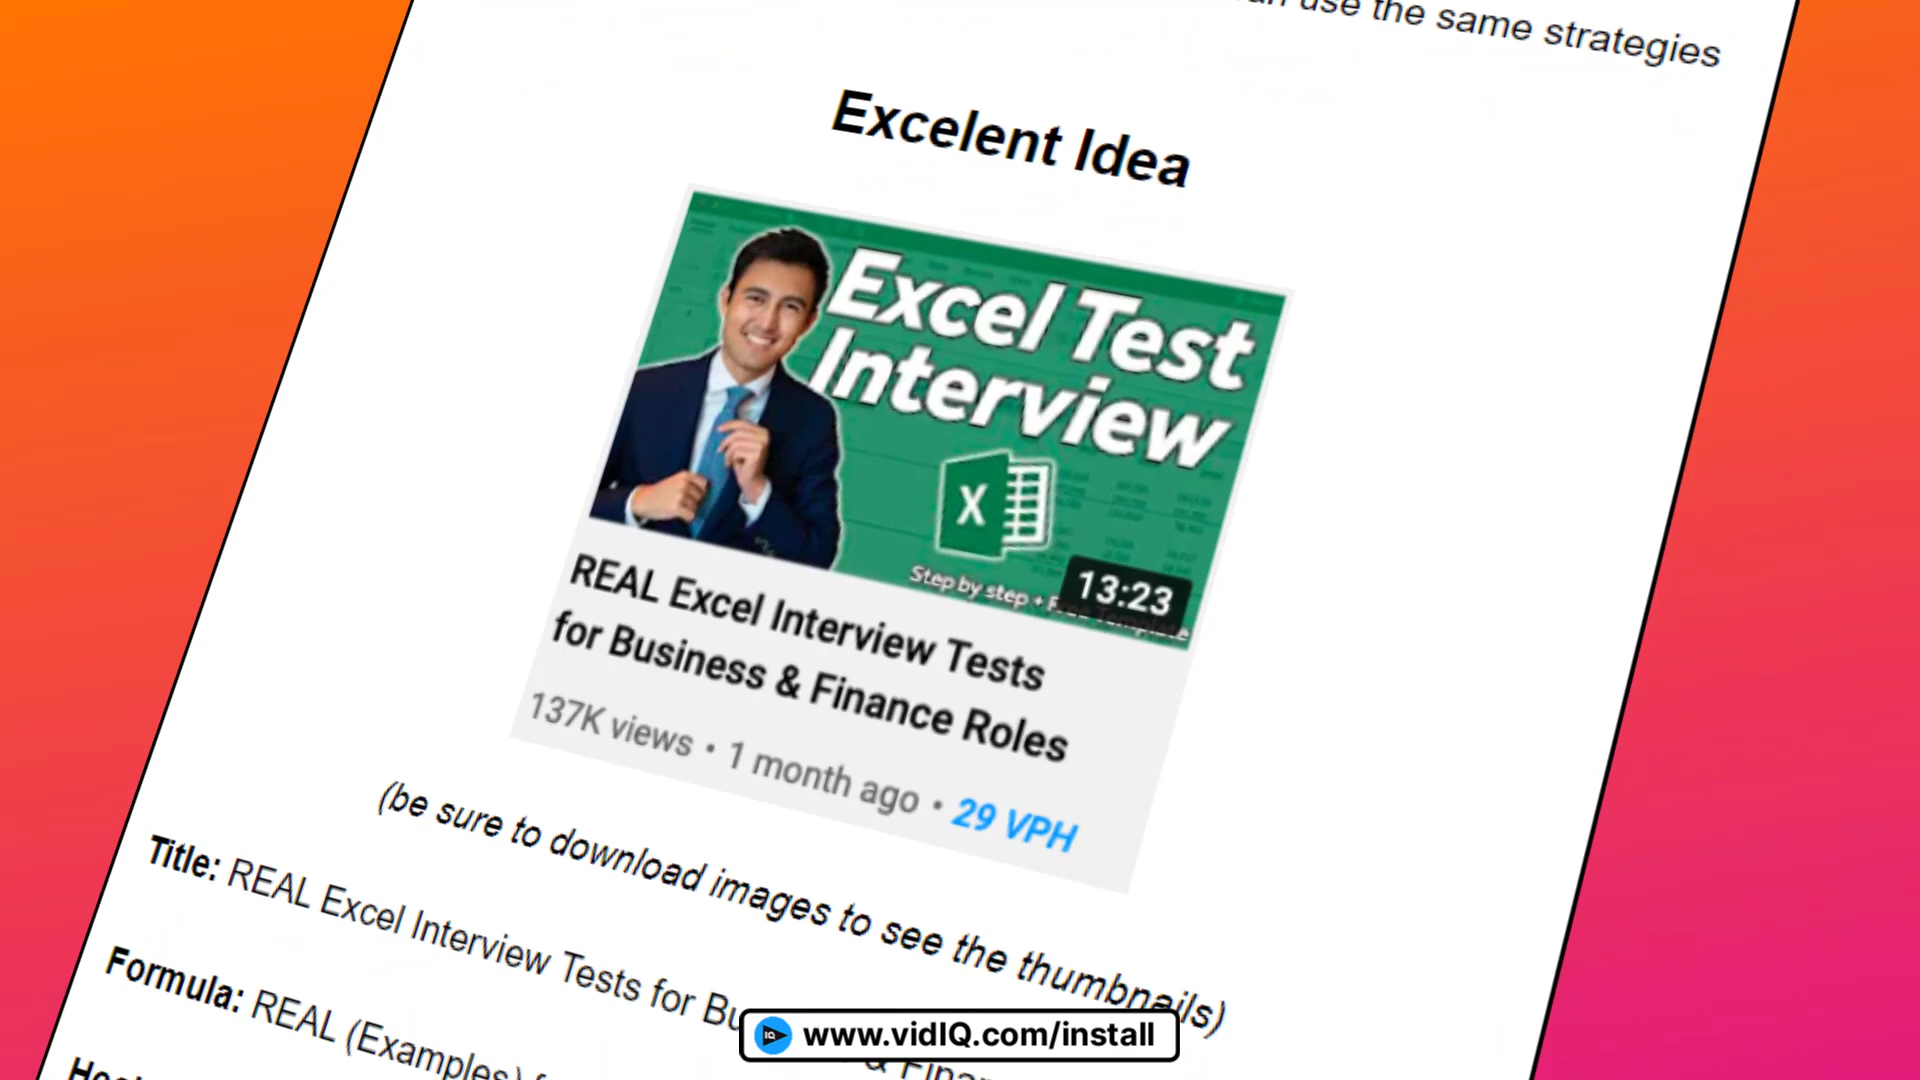 use the same strategies
Excelent Idea
Excel Test
Interview
X
Step by step +
13:23
REAL Excel Interview Tests
for Business & Finance Roles
137K views • 1 month ago • 29 VPH
(be sure to download images to see the thumbnails)
Title: REAL Excel Interview Tests for Bu
Formula: REAL (Examples)
IQ www.vidIQ.com/install